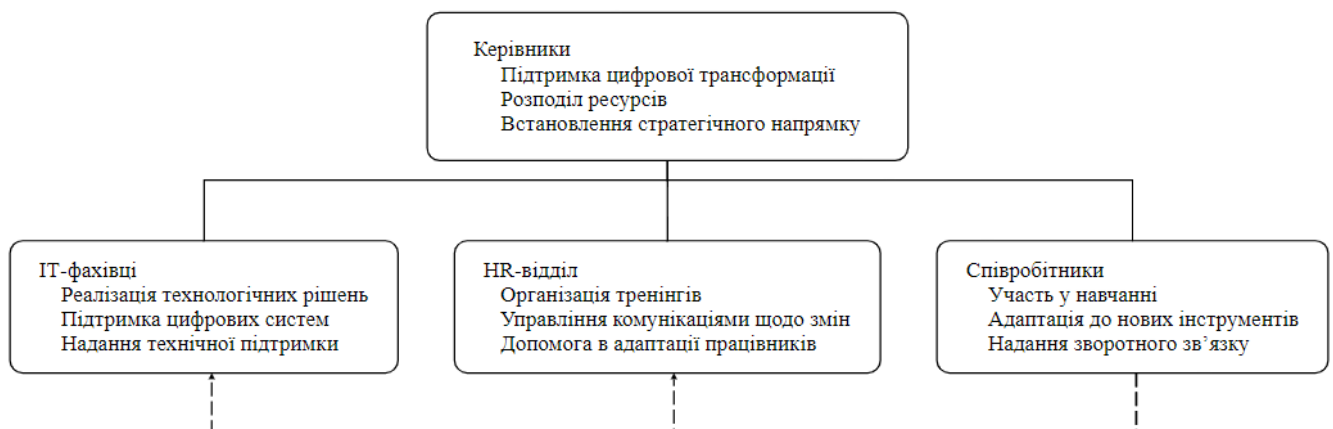 Керівники
Підтримка цифрової трансформації
Розподіл ресурсів
Встановлення стратегічного напрямку
ІТ-фахівці
Реалізація технологічних рішень
Підтримка цифрових систем
Надання технічної підтримки
HR-відділ
Організація тренінгів
Управління комунікаціями щодо змін
Допомога в адаптації працівників
Співробітники
Участь у навчанні
Адаптація до нових інструментів
Надання зворотного зв’язку